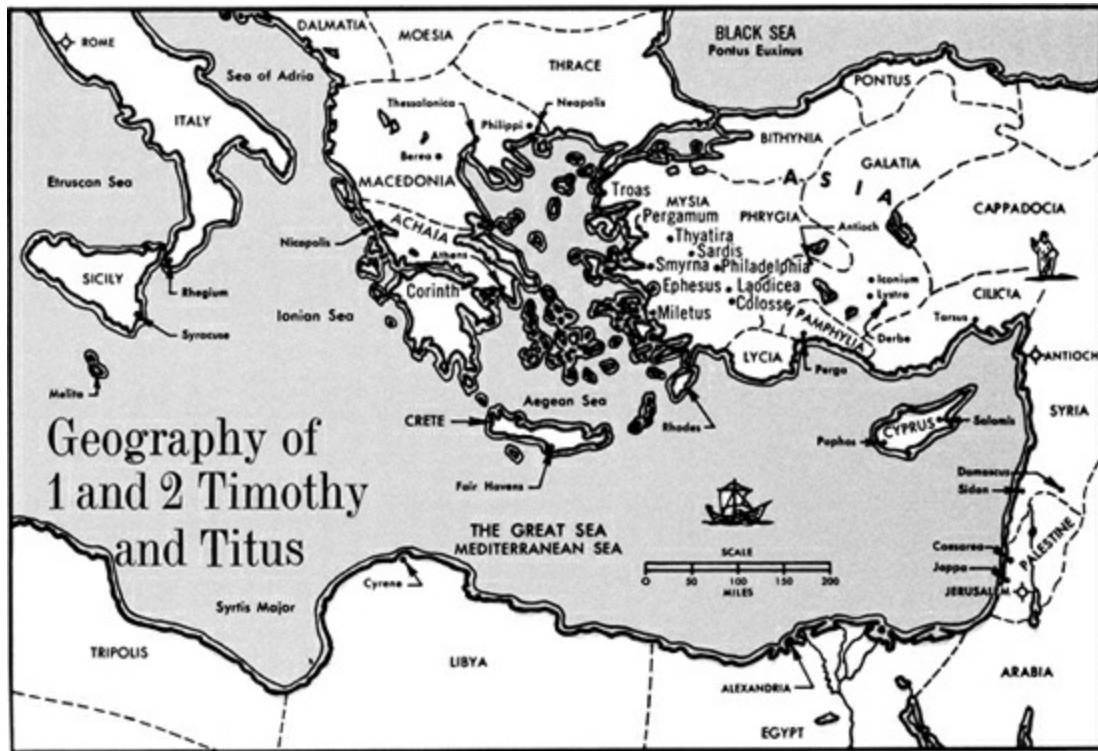 DALMATIA
MOESIA
BLACK SEA
Pontus Euxinus
ROME
Sea of Adria
THRACE
PONTUS
Thessalonica
Neapolis
ITALY
Philippi
BITHYNIA
Berea
GALATIA
Etruscan Sea
MACEDONIA
ASIA
Troas
MYSIA
CAPPADOCIA
ACHAIA
Pergamum
PHRYGIA
Antioch
Nicopolis
Thyatira
Athens
Sardis
SICILY
Smyrna
Philadelphia
Rhegium
Corinth
Ephesus
Laodicea
Iconium
Lystra
CILICIA
Colosse
Ionian Sea
Miletus
PAMPHYLIA
Tarsus
Syracuse
Derbe
LYCIA
Perga
ANTIOCH
Melita
Aegean Sea
SYRIA
CRETE
Rhodes
CYPRUS
Salamis
Paphos
Geography of
1 and 2 Timothy
and Titus
Fair Havens
Damascus
Sidon
THE GREAT SEA
MEDITERRANEAN SEA
SCALE
0 50 100 150 200
MILES
Caesarea
PALESTINE
Joppa
Cyrene
JERUSALEM
Syrtis Major
TRIPOLIS
LIBYA
ARABIA
ALEXANDRIA
EGYPT